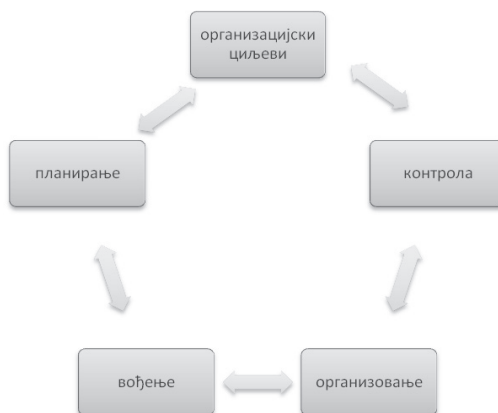 организацијски
циљеви
планирање
контрола
вођење
организовање